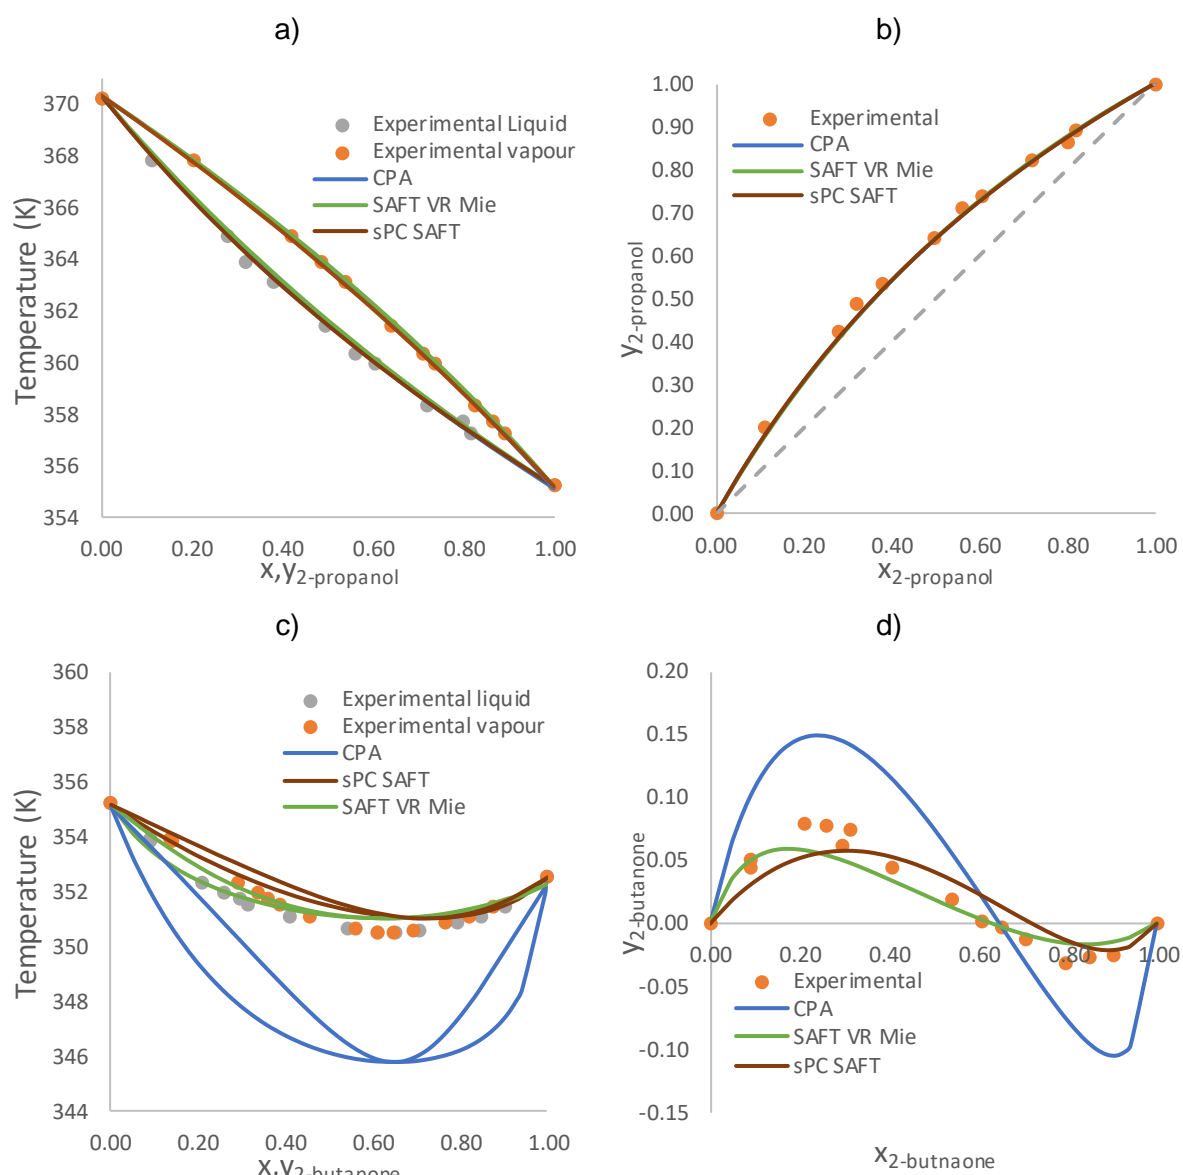 a)
Temperature (K)
370
368
366
364
362
360
358
356
354
Experimental Liquid
Experimental vapour
CPA
SAFT VR Mie
sPC SAFT
0.00 0.20 0.40 0.60 0.80 1.00
x,y2-propanol
b)
y2-propanol
1.00
0.90
0.80
0.70
0.60
0.50
0.40
0.30
0.20
0.10
0.00
Experimental
CPA
SAFT VR Mie
sPC SAFT
0.00 0.20 0.40 0.60 0.80 1.00
x2-propanol
c)
Temperature (K)
360
358
356
354
352
350
348
346
344
Experimental liquid
Experimental vapour
CPA
sPC SAFT
SAFT VR Mie
0.00 0.20 0.40 0.60 0.80 1.00
x,y2-butanone
d)
y2-butanone
0.20
0.15
0.10
0.05
0.00
-0.05
-0.10
-0.15
0.00 0.20 0.40 0.60 0.80 1.00
Experimental
CPA
SAFT VR Mie
sPC SAFT
x2-butnaone